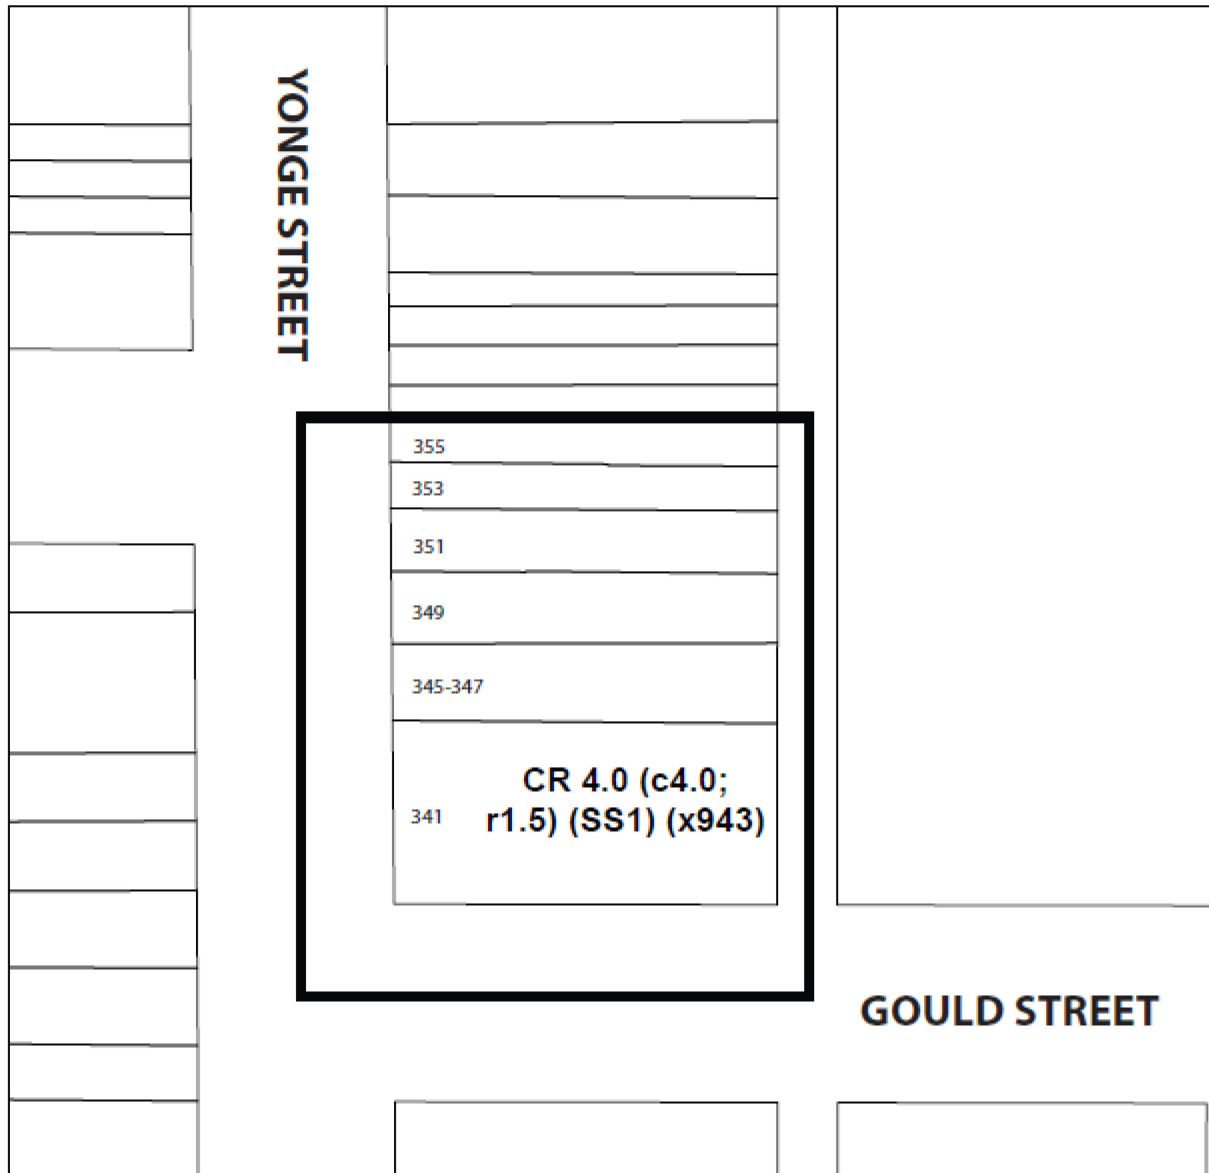 YONGE STREET
355
353
351
349
345-347
CR 4.0 (c4.0;
341 r1.5) (SS1) (x943)
GOULD STREET